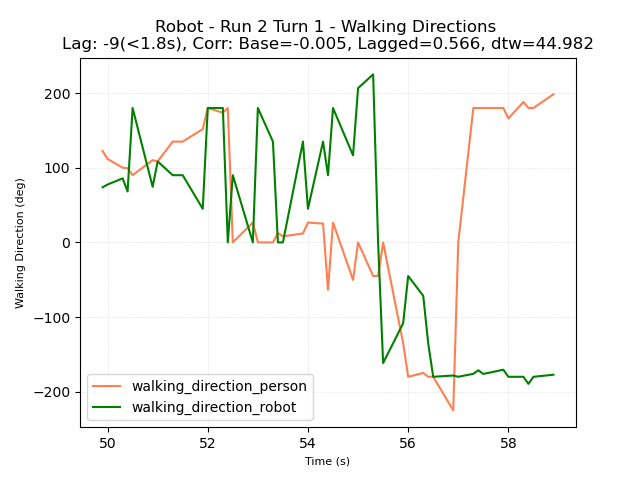 Robot - Run 2 Turn 1 - Walking Directions
Lag: -9(<1.8s), Corr: Base=-0.005, Lagged=0.566, dtw=44.982
200
100
0
−100
−200
Walking Direction (deg)
walking_direction_person
walking_direction_robot
50
52
54
56
58
Time (s)